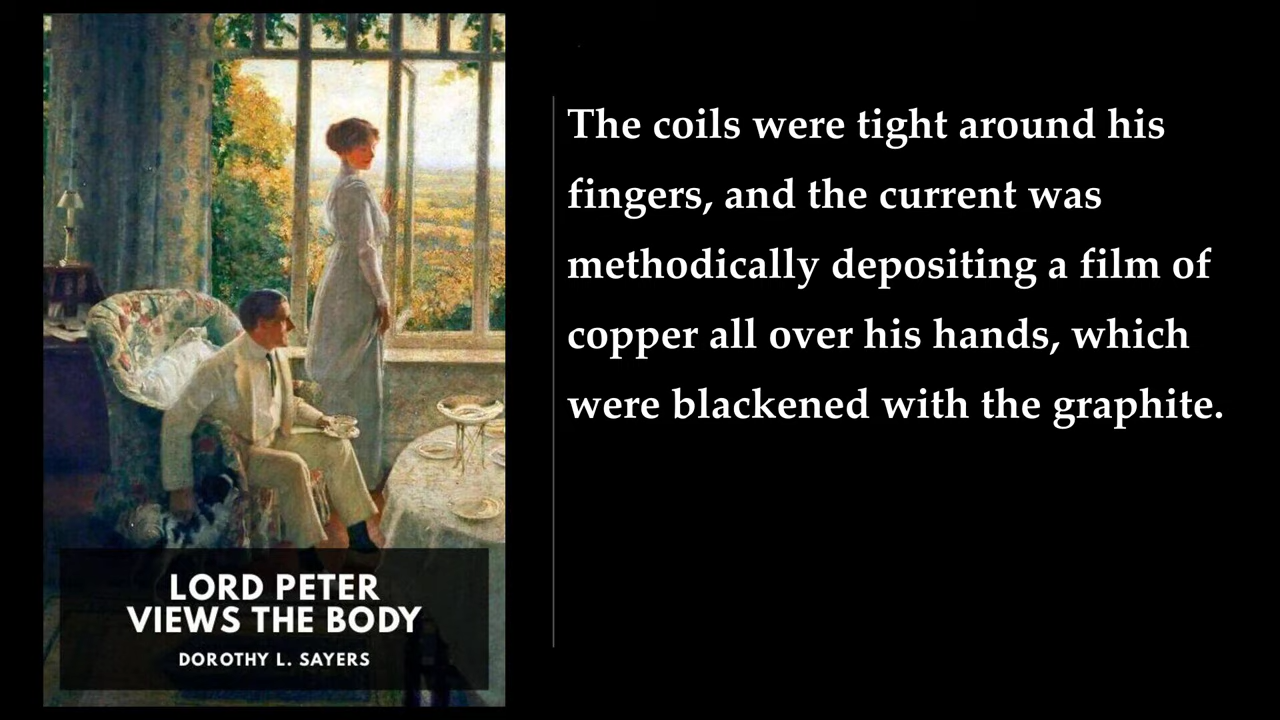 LORD PETER
VIEWS THE BODY
DOROTHY L. SAYERS
The coils were tight around his
fingers, and the current was
methodically depositing a film of
copper all over his hands, which
were blackened with the graphite.